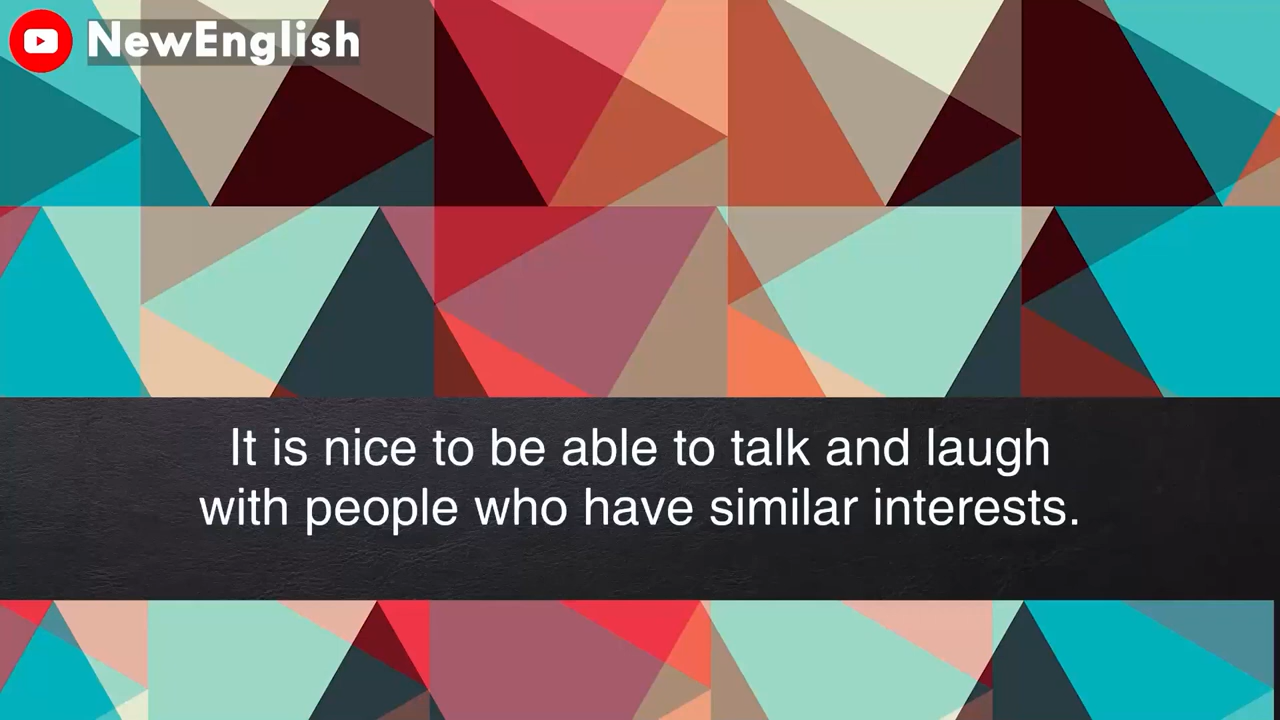 NewEnglish
It is nice to be able to talk and laugh
with people who have similar interests.